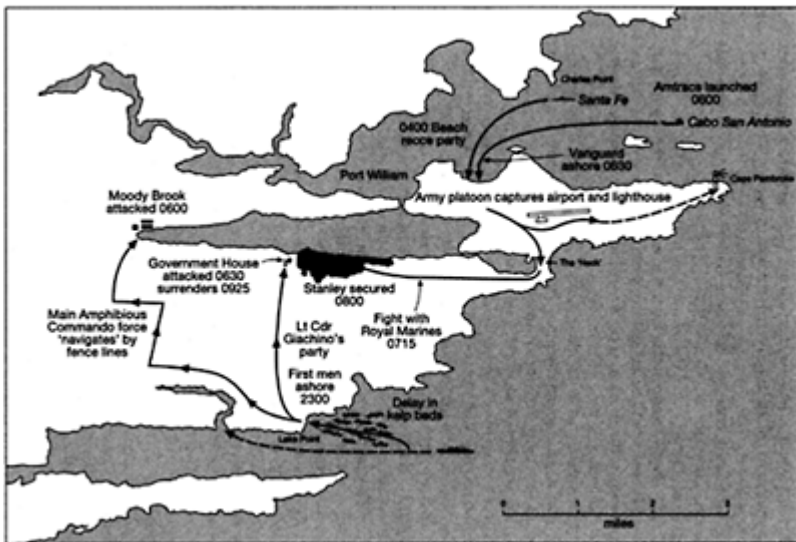 Charles Point
Amtracs launched
0600
Santa Fe
Cabo San Antonio
0400 Beach
recce party
Vanguard
ashore 0630
Port William
Cape Pembroke
Moody Brook
attacked 0600
Army platoon captures airport and lighthouse
Government House
attacked 0630
surrenders 0925
The 'Neck'
Stanley secured
0800
Main Amphibious
Commando force
'navigates' by
fence lines
Fight with
Royal Marines
0715
Lt Cdr
Giachino's
party
First men
ashore
2300
Delay in
kelp beds
Lake Point
0 1 2 3
miles